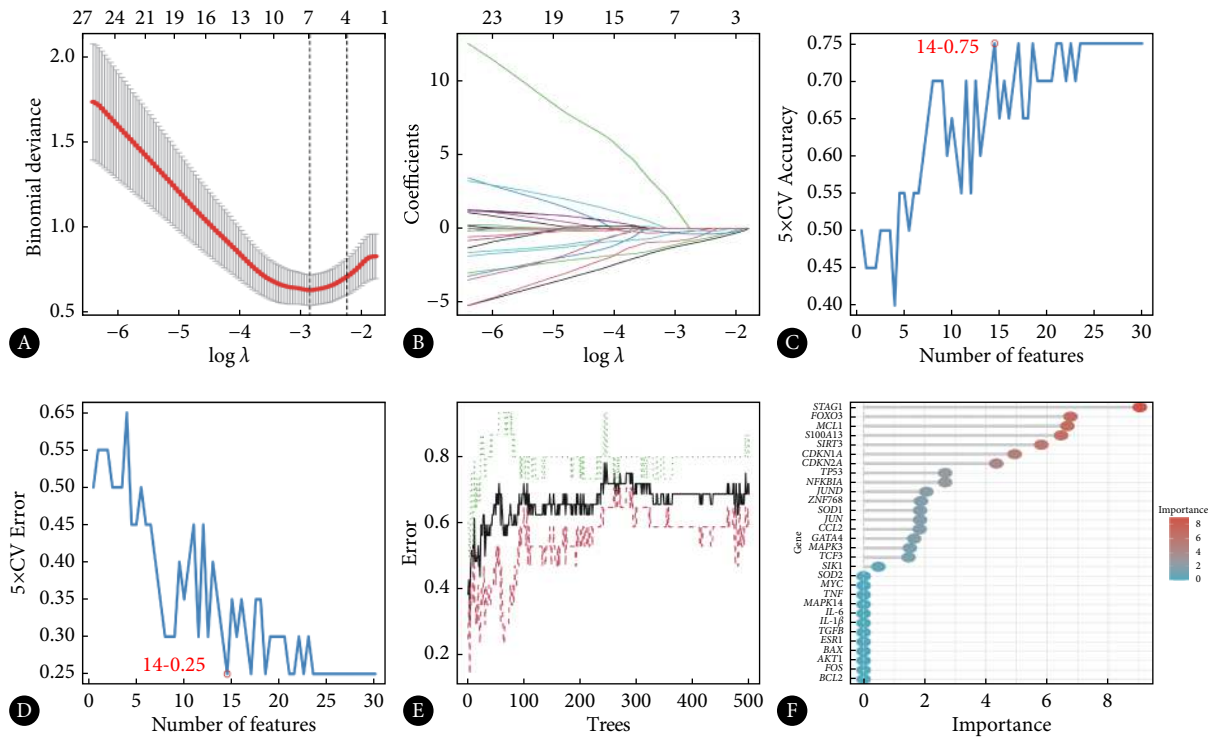 27 24 21 19 16 13 10 7 4 1
2.0
1.5
1.0
0.5
Binomial deviance
−6 −5 −4 −3 −2
log λ
A
23 19 15 7 3
10
5
0
−5
Coefficients
−6 −5 −4 −3 −2
log λ
B
14-0.75
0.75
0.70
0.65
0.60
0.55
0.50
0.45
0.40
5×CV Accuracy
0 5 10 15 20 25 30
Number of features
C
0.65
0.60
0.55
0.50
0.45
0.40
0.35
0.30
0.25
5×CV Error
14-0.25
0 5 10 15 20 25 30
Number of features
D
0.8
0.6
0.4
0.2
Error
0 100 200 300 400 500
Trees
E
STAG1
FOXO3
MCL1
S100A13
SIRT3
CDKN1A
CDKN2A
TP53
NFKBIA
JUND
ZNF768
SOD1
JUN
CCL2
GATA4
MAPK3
TCF3
SIK1
SOD2
MYC
TNF
MAPK14
IL-6
IL-1β
TGFB
ESR1
BAX
AKT1
FOS
BCL2
Gene
0 2 4 6 8
Importance
Importance
8
6
4
2
0
F